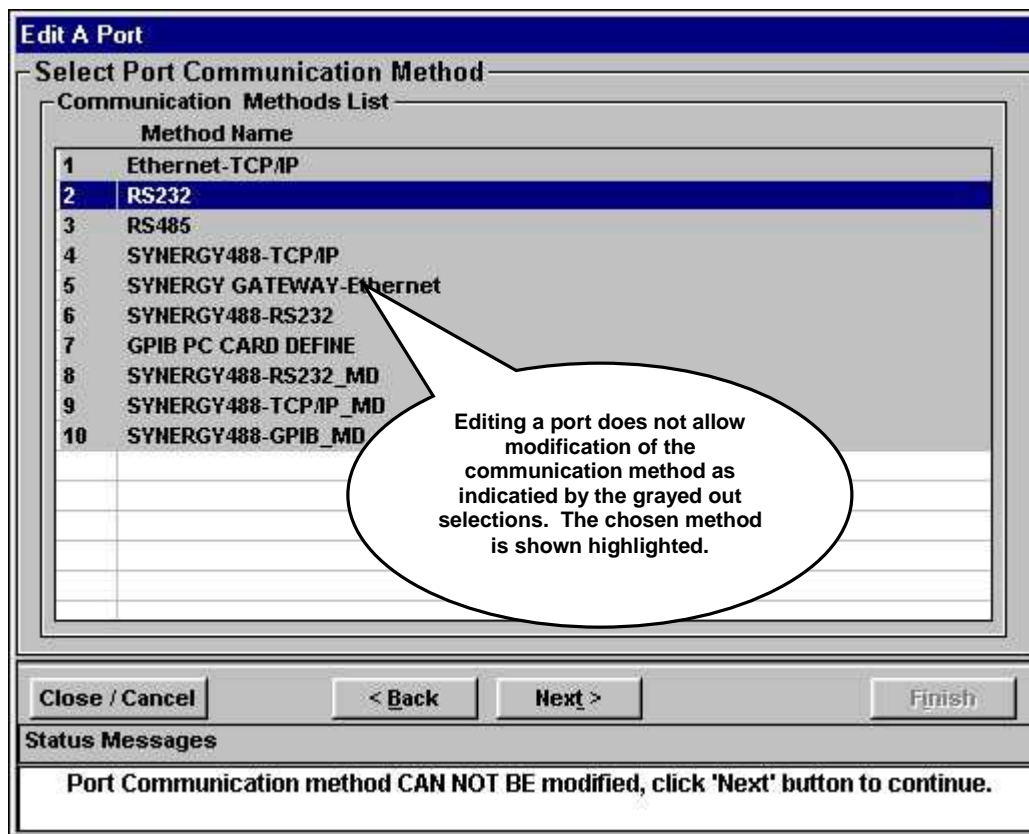 Edit A Port
Select Port Communication Method
Communication Methods List
Method Name
1 Ethernet-TCP/IP
2 RS232
3 RS485
4 SYNERGY488-TCP/IP
5 SYNERGY GATEWAY-Ethernet
6 SYNERGY488-RS232
7 GPIB PC CARD DEFINE
8 SYNERGY488-RS232_MD
9 SYNERGY488-TCP/IP_MD
10 SYNERGY488-GPIB_MD
Editing a port does not allow
modification of the
communication method as
indicatied by the grayed out
selections. The chosen method
is shown highlighted.
Close / Cancel
< Back
Next >
Finish
Status Messages
Port Communication method CAN NOT BE modified, click 'Next' button to continue.